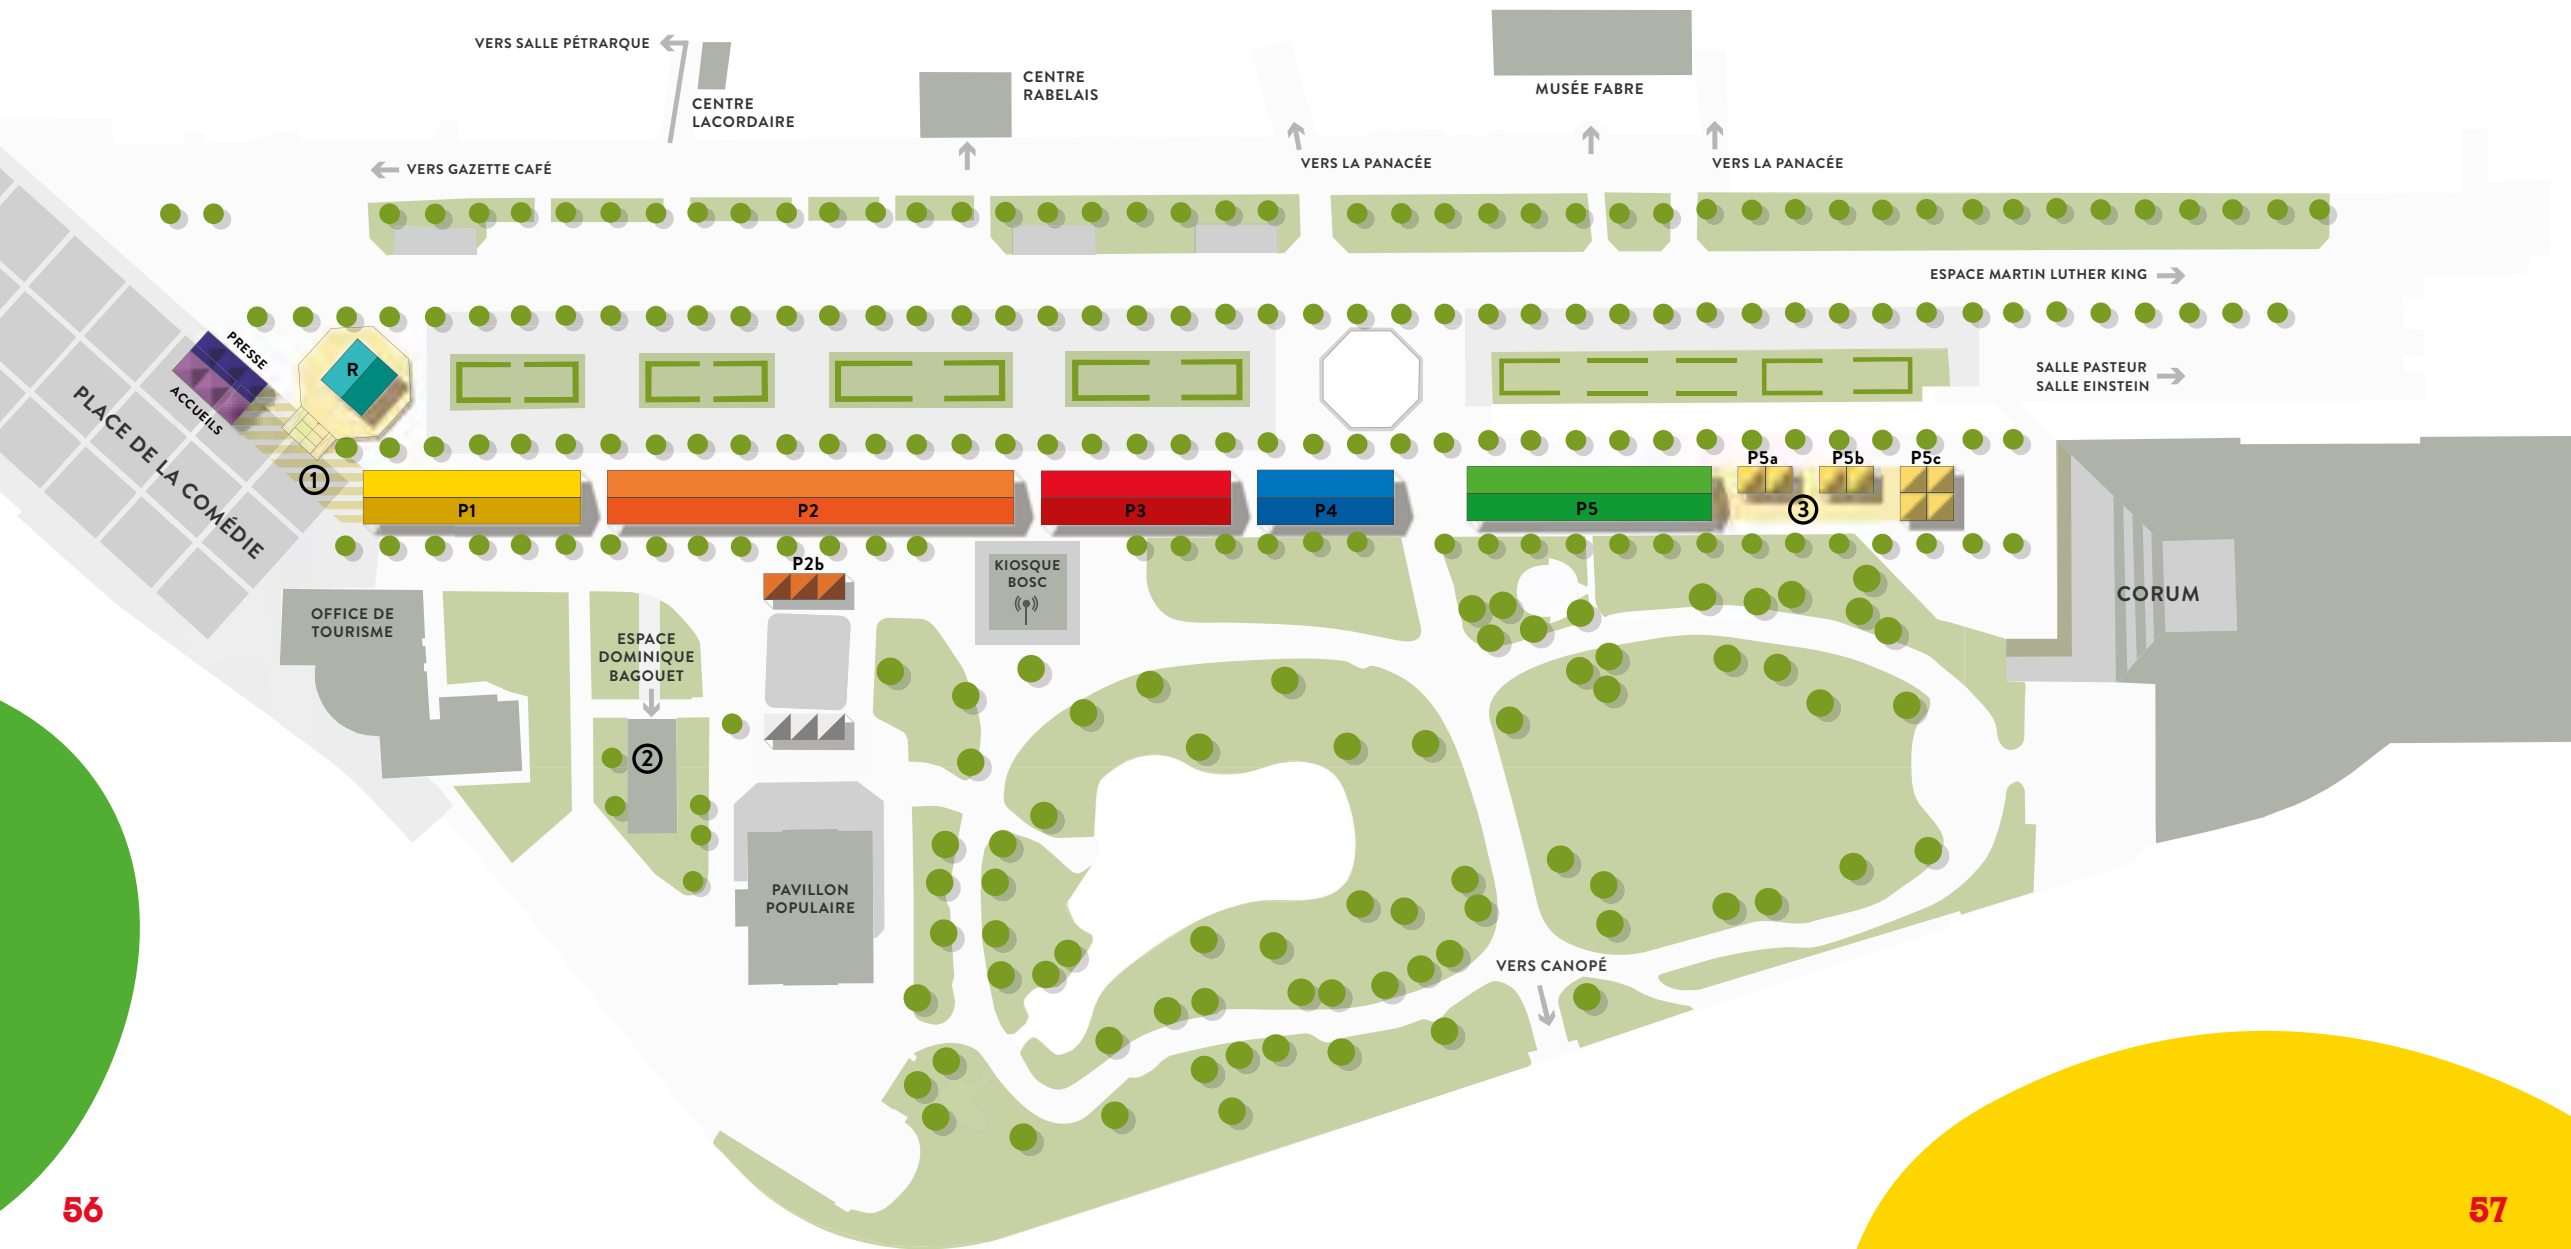 VERS SALLE PÉTRARQUE
CENTRE
LACORDAIRE
CENTRE
RABELAIS
MUSÉE FABRE
VERS GAZETTE CAFÉ
VERS LA PANACÉE
VERS LA PANACÉE
ESPACE MARTIN LUTHER KING
SALLE PASTEUR
SALLE EINSTEIN
PRESSE
ACCUEILS
R
PLACE DE LA COMÉDIE
1
P1
P2
P3
P4
P5
P5a
P5b
P5c
3
P2b
KIOSQUE
BOSC
OFFICE DE
TOURISME
ESPACE
DOMINIQUE
BAGOUET
2
CORUM
PAVILLON
POPULAIRE
VERS CANOPÉ
56
57